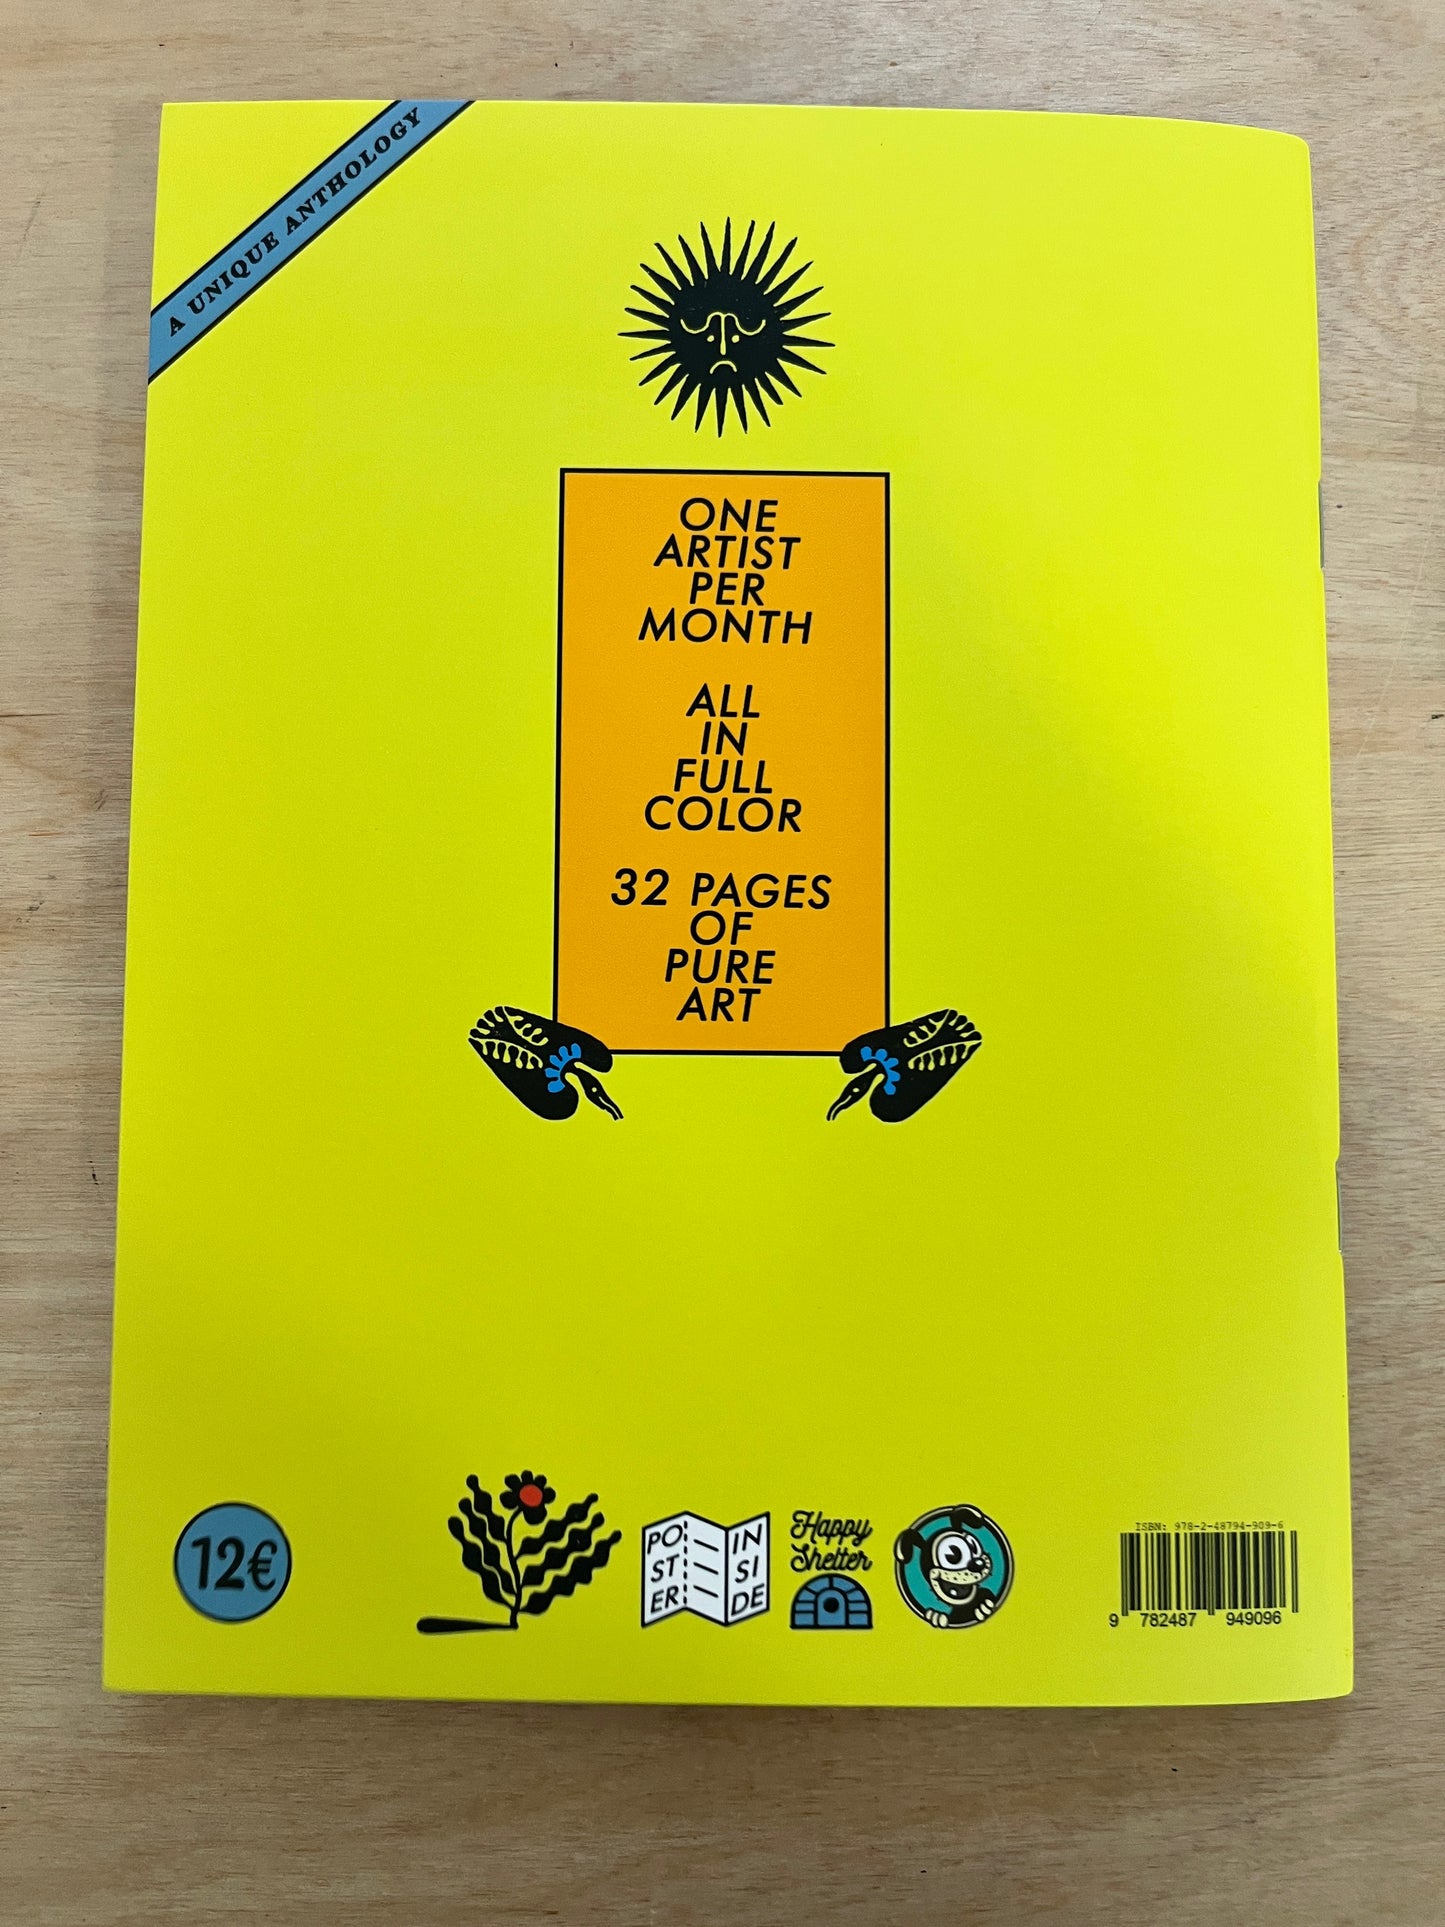 A UNIQUE ANTHOLOGY
ONE
ARTIST
PER
MONTH
ALL
IN
FULL
COLOR
32 PAGES
OF
PURE
ART
12€
PO
ST
ER
IN
SI
DE
Happy
Shelter
ISBN: 978-2-48794-909-6
9 782487 949096